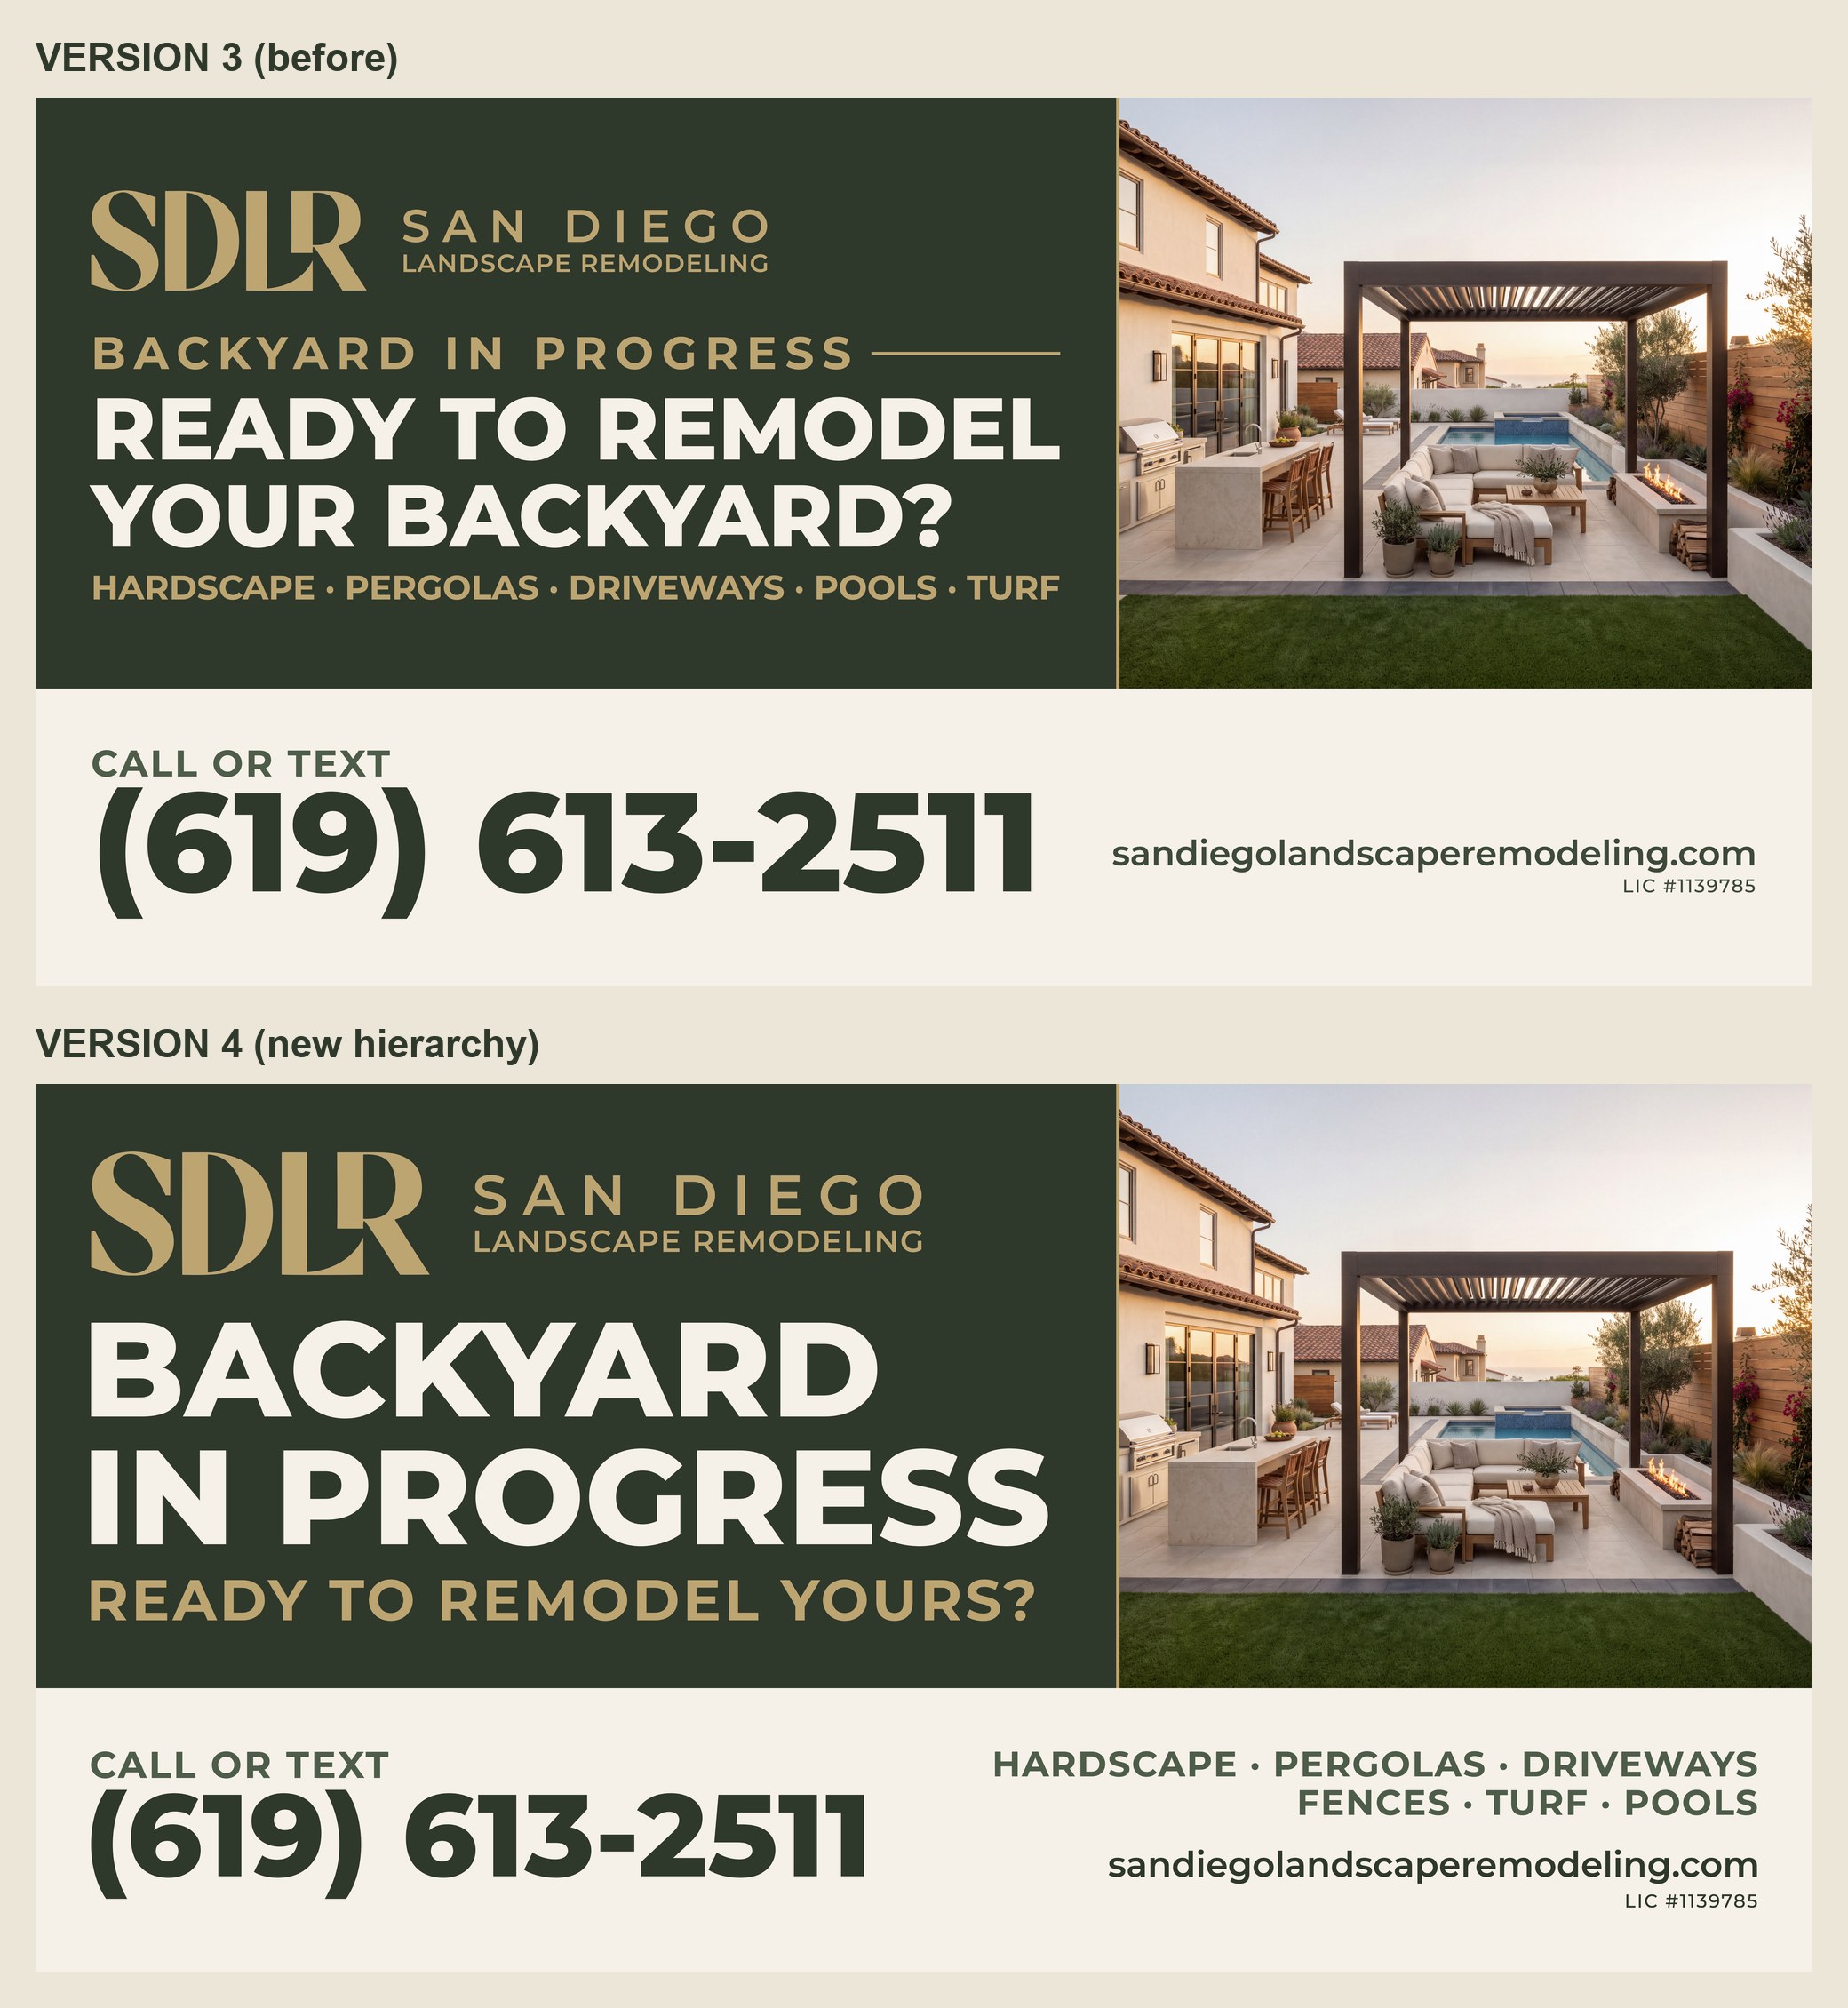 VERSION 3 (before)
SDLR
SAN DIEGO
LANDSCAPE REMODELING
BACKYARD IN PROGRESS
READY TO REMODEL
YOUR BACKYARD?
HARDSCAPE · PERGOLAS · DRIVEWAYS · POOLS · TURF
CALL OR TEXT
(619) 613-2511
sandiegolandscaperemodeling.com
LIC #1139785
VERSION 4 (new hierarchy)
SDLR
SAN DIEGO
LANDSCAPE REMODELING
BACKYARD
IN PROGRESS
READY TO REMODEL YOURS?
CALL OR TEXT
(619) 613-2511
HARDSCAPE · PERGOLAS · DRIVEWAYS
FENCES · TURF · POOLS
sandiegolandscaperemodeling.com
LIC #1139785